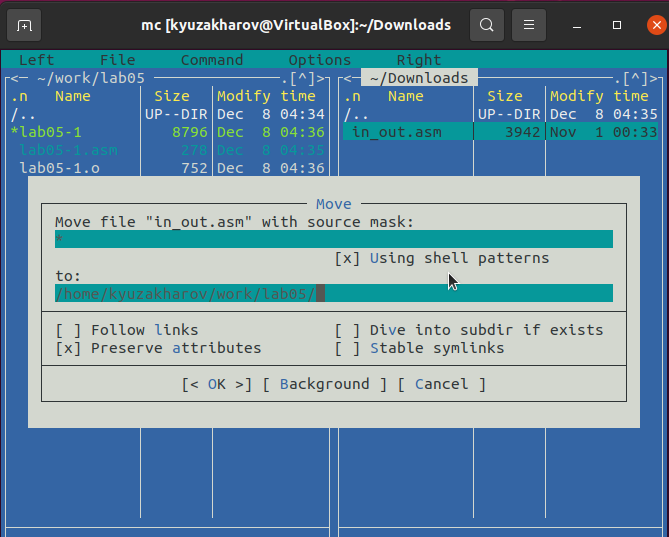 mc [kyuzakharov@VirtualBox]:~/Downloads
Left File Command Options Right
<— ~/work/lab05 .[^]> <— ~/Downloads .[^]>
.n Name Size Modify time .n Name Size Modify time
/.. UP--DIR Dec 8 04:34 /.. UP--DIR Dec 8 04:35
*lab05-1 8796 Dec 8 04:36 in_out.asm 3942 Nov 1 00:33
lab05-1.asm 278 Dec 8 04:35
lab05-1.o 752 Dec 8 04:36
Move
Move file "in_out.asm" with source mask:
*
[x] Using shell patterns
to:
/home/kyuzakharov/work/lab05/
[ ] Follow links [ ] Dive into subdir if exists
[x] Preserve attributes [ ] Stable symlinks
[< OK >] [ Background ] [ Cancel ]